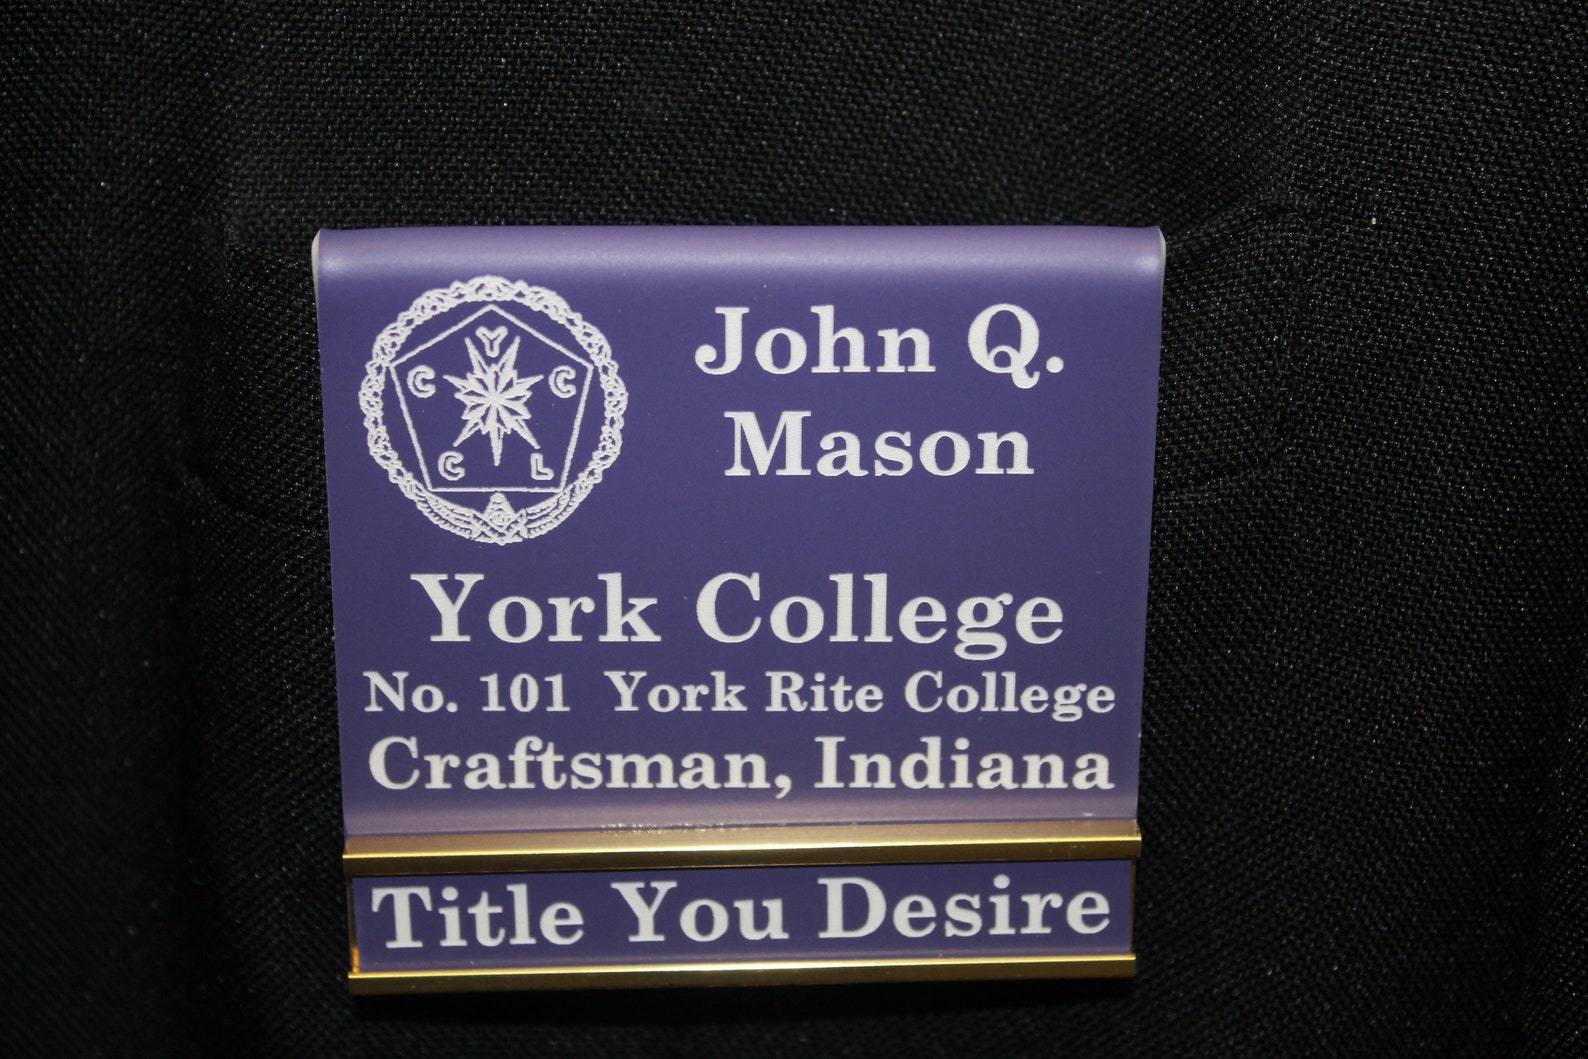 Y
C C
C L
John Q.
Mason
York College
No. 101 York Rite College
Craftsman, Indiana
Title You Desire